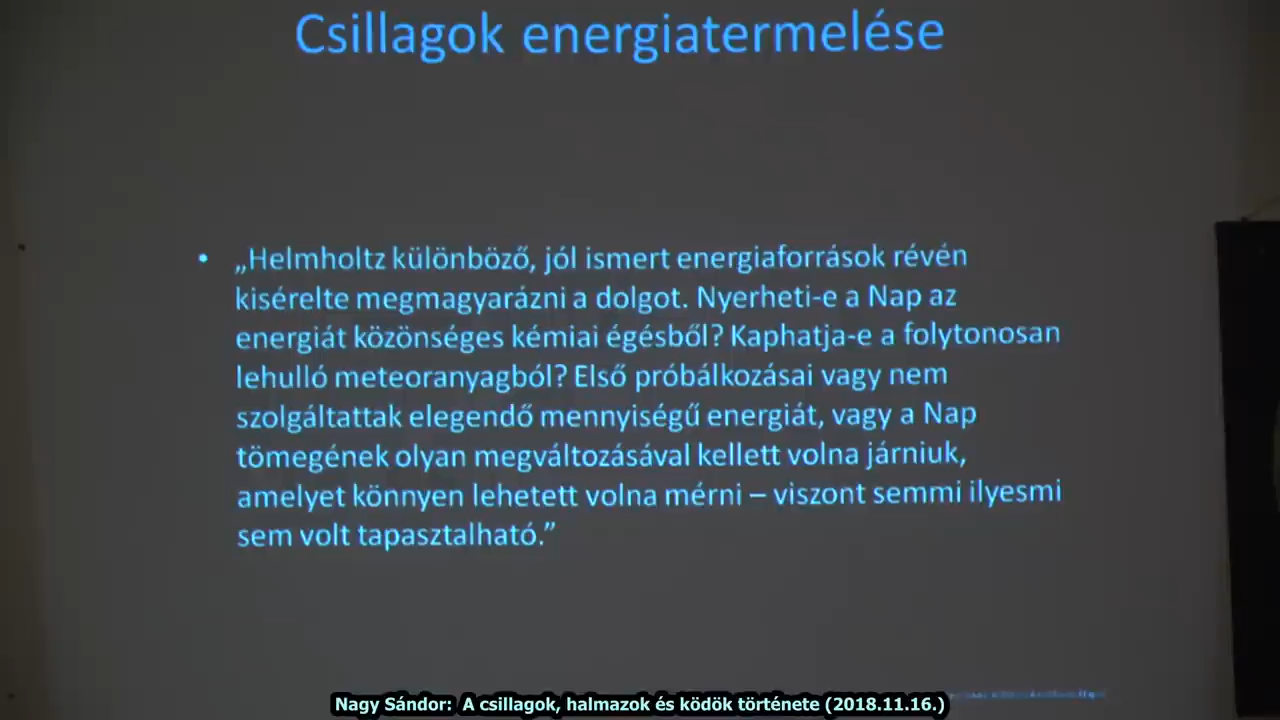 Csillagok energiatermelése
• „Helmholtz különböző, jól ismert energiaforrások révén
kisérelte megmagyarázni a dolgot. Nyerheti-e a Nap az
energiát közönséges kémiai égésből? Kaphatja-e a folytonosan
lehulló meteoranyagból? Első próbálkozásai vagy nem
szolgáltattak elegendő mennyiségű energiát, vagy a Nap
tömegének olyan megváltozásával kellett volna járniuk,
amelyet könnyen lehetett volna mérni – viszont semmi ilyesmi
sem volt tapasztalható.”
Nagy Sándor: A csillagok, halmazok és ködök története (2018.11.16.)